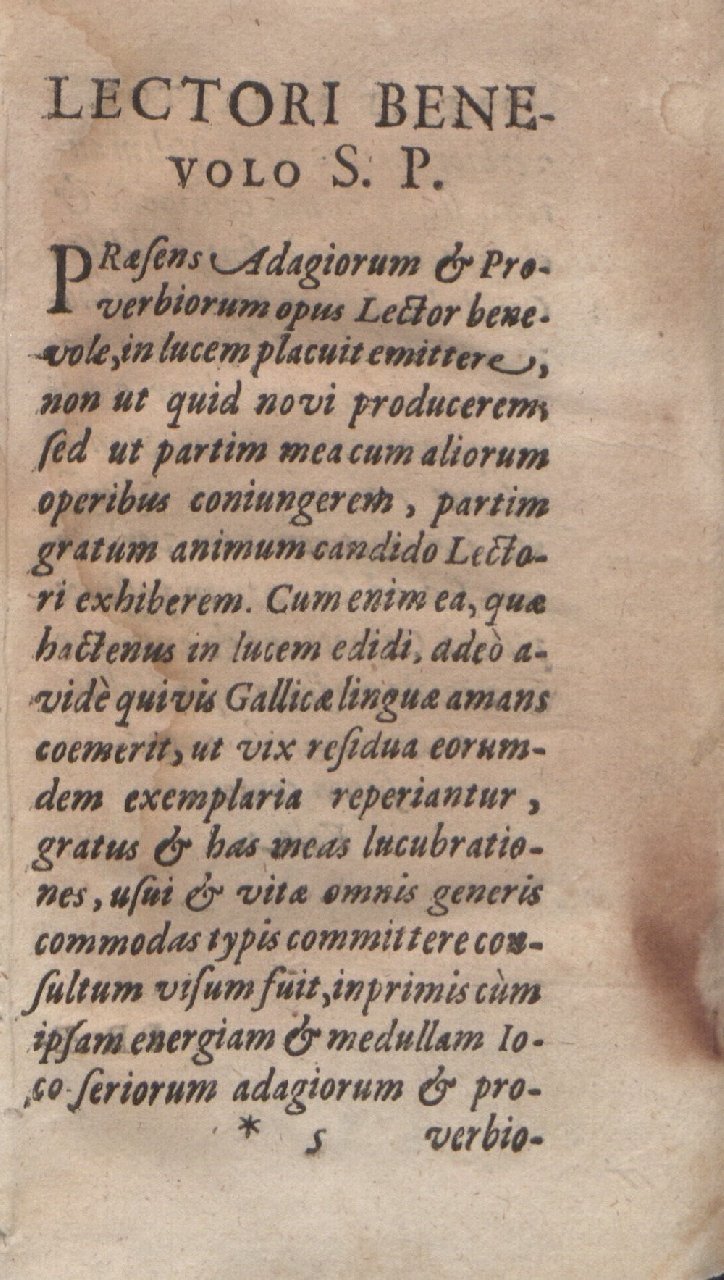 LECTORI BENE-
VOLO S. P.
PRæſens Adagiorum & Pro-
verbiorum opus Lector bene-
vole, in lucem placuit emittere,
non ut quid novi producerem,
ſed ut partim mea cum aliorum
operibus coniungerem, partim
gratum animum candido Lecto-
ri exhiberem. Cum enim ea, quæ
hactenus in lucem edidi, adeò a-
vidè quivis Gallicæ linguæ amans
coemerit, ut vix reſidua eorum-
dem exemplaria reperiantur,
gratus & has meas lucubratio-
nes, uſui & vitæ omnis generis
commodas typis committere con-
ſultum viſum fuit, inprimis cùm
ipſam energiam & medullam Io-
co ſeriorum adagiorum & pro-
* 5 verbio-